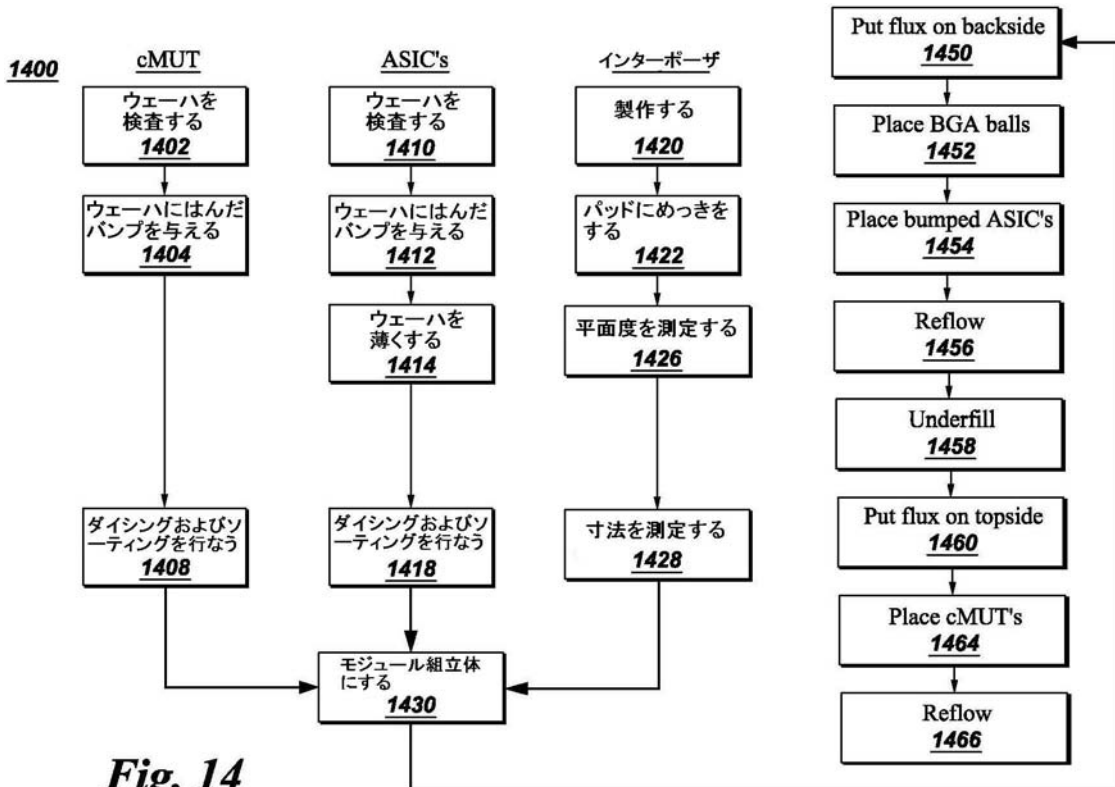 1400
cMUT
ウェーハを
検査する
1402
ウェーハにはんだ
バンプを与える
1404
ダイシングおよびソ
ーティングを行なう
1408
ASIC's
ウェーハを
検査する
1410
ウェーハにはんだ
バンプを与える
1412
ウェーハを
薄くする
1414
ダイシングおよびソ
ーティングを行なう
1418
インターポーザ
製作する
1420
パッドにめっきを
する
1422
平面度を測定する
1426
寸法を測定する
1428
モジュール組立体
にする
1430
Put flux on backside
1450
Place BGA balls
1452
Place bumped ASIC's
1454
Reflow
1456
Underfill
1458
Put flux on topside
1460
Place cMUT's
1464
Reflow
1466
Fig. 14